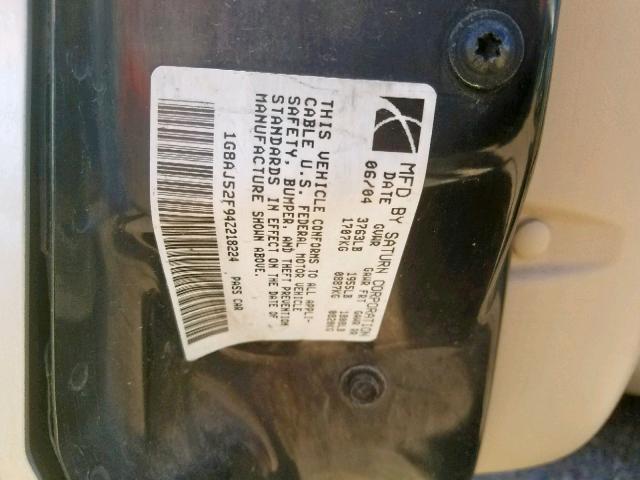 MFD BY SATURN CORPORATION
DATE GVWR GAWR FRT GAWR RR
06/04 3763LB 1955LB 1808LB
1707KG 0887KG 0820KG
THIS VEHICLE CONFORMS TO ALL APPLI-
CABLE U.S. FEDERAL MOTOR VEHICLE
SAFETY, BUMPER, AND THEFT PREVENTION
STANDARDS IN EFFECT ON THE DATE OF
MANUFACTURE SHOWN ABOVE.
1G8AJ52F94Z218224 PASS CAR